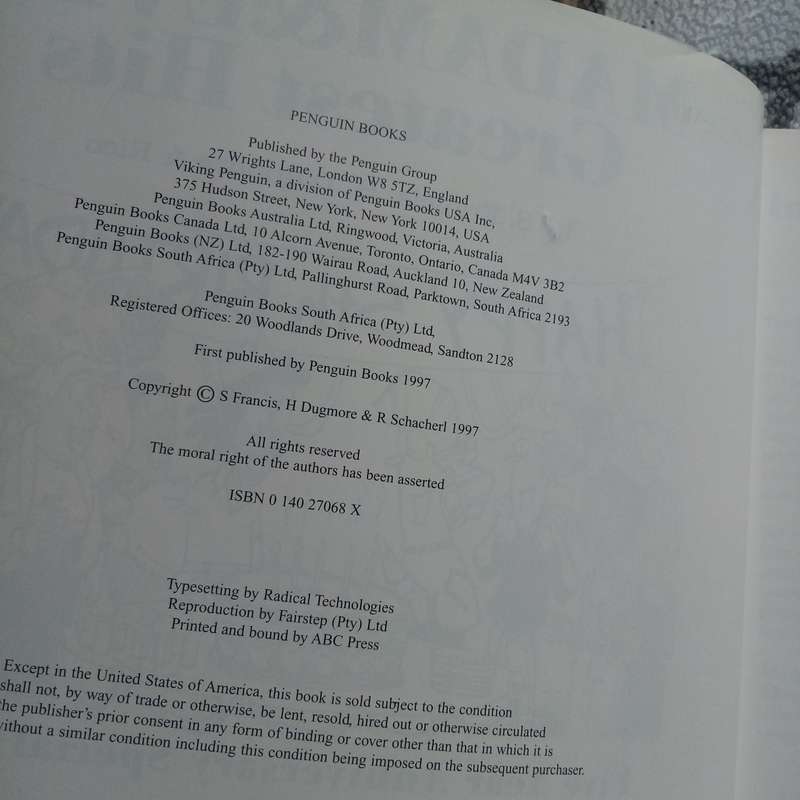 PENGUIN BOOKS
Published by the Penguin Group
27 Wrights Lane, London W8 5TZ, England
Viking Penguin, a division of Penguin Books USA Inc,
375 Hudson Street, New York, New York 10014, USA
Penguin Books Australia Ltd, Ringwood, Victoria, Australia
Penguin Books Canada Ltd, 10 Alcorn Avenue, Toronto, Ontario, Canada M4V 3B2
Penguin Books (NZ) Ltd, 182-190 Wairau Road, Auckland 10, New Zealand
Penguin Books South Africa (Pty) Ltd, Pallinghurst Road, Parktown, South Africa 2193
Penguin Books South Africa (Pty) Ltd,
Registered Offices: 20 Woodlands Drive, Woodmead, Sandton 2128
First published by Penguin Books 1997
Copyright © S Francis, H Dugmore & R Schacherl 1997
All rights reserved
The moral right of the authors has been asserted
ISBN 0 140 27068 X
Typesetting by Radical Technologies
Reproduction by Fairstep (Pty) Ltd
Printed and bound by ABC Press
Except in the United States of America, this book is sold subject to the condition
shall not, by way of trade or otherwise, be lent, resold, hired out or otherwise circulated
the publisher's prior consent in any form of binding or cover other than that in which it is
without a similar condition including this condition being imposed on the subsequent purchaser.